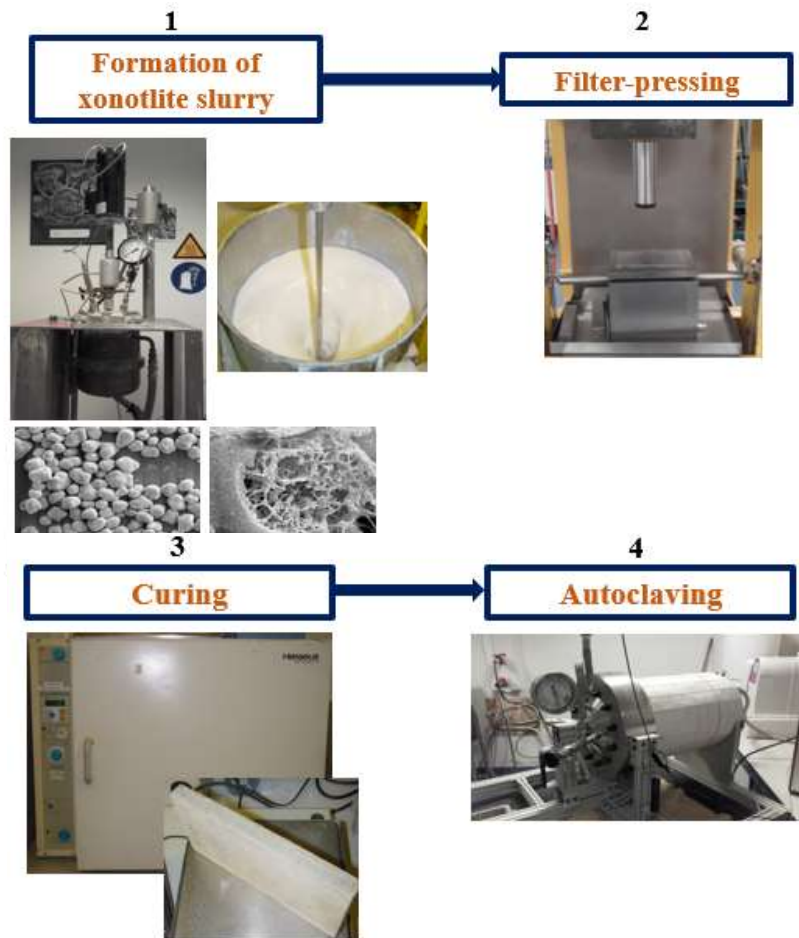 1
2
Formation of
xonotlite slurry
Filter-pressing
3
4
Curing
Autoclaving